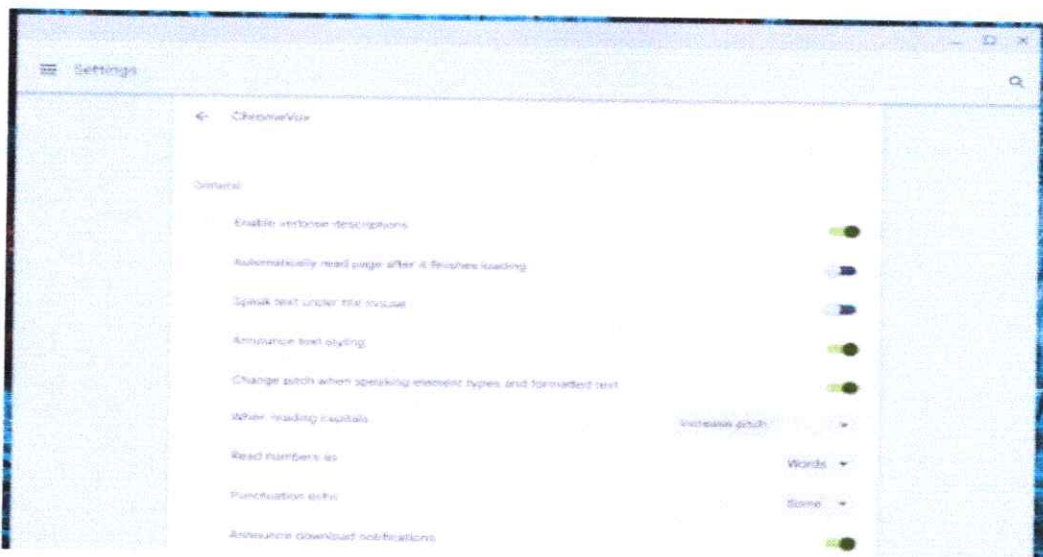 Settings
ChromeVox
General
Enable verbose descriptions
Automatically read page after it finishes loading
Speak text under the mouse
Announce text styling
Change pitch when speaking element types and formatted text
When reading capitals Increase pitch
Read numbers as Words
Punctuation echo Some
Announce download notifications